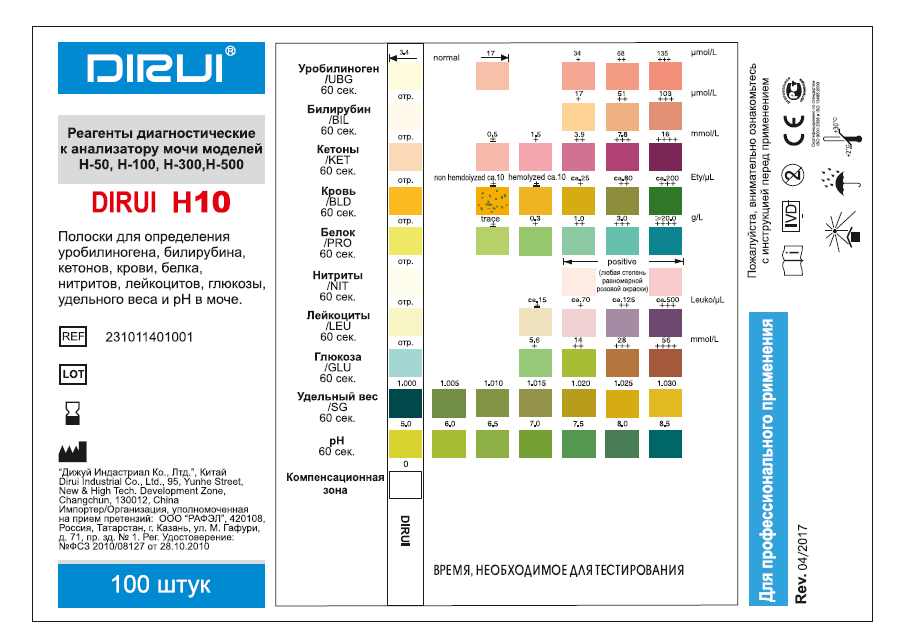 DIRUI®
Реагенты диагностические
к анализатору мочи моделей
H-50, H-100, H-300,H-500
DIRUI H10
Полоски для определения
уробилиногена, билирубина,
кетонов, крови, белка,
нитритов, лейкоцитов, глюкозы,
удельного веса и pH в моче.
REF 231011401001
LOT
"Дижуй Индастриал Ко., Лтд.", Китай
Dirui Industrial Co., Ltd., 95, Yunhe Street,
New & High Tech. Development Zone,
Changchun, 130012, China
Импортер/Организация, уполномоченная
на прием претензий: ООО "РАФЭЛ", 420108,
Россия, Татарстан, г. Казань, ул. М. Гафури,
д. 71, пр. зд. № 1. Рег. Удостоверение:
№ФСЗ 2010/08127 от 28.10.2010
100 штук
3.4 normal 17 34 68 135 µmol/L
+ ++ +++
Уробилиноген
/UBG
60 сек.
отр. 17 51 103 µmol/L
+ ++ +++
Билирубин
/BIL
60 сек.
отр. 0,5 1,5 3.9 7.8 16 mmol/L
± + ++ +++ ++++
Кетоны
/KET
60 сек.
отр. non hemdoiyzed ca.10 hemolyzed ca.10 ca.25 ca.80 ca.200 Ety/µL
± ± + ++ +++
Кровь
/BLD
60 сек.
отр. trace 0.3 1.0 3.0 >=20.0 g/L
± + ++ +++ ++++
Белок
/PRO
60 сек.
отр. positive
Нитриты
/NIT
60 сек.
(любая степень
равномерной
розовой окраски)
отр. ca.15 ca.70 ca.125 ca.500 Leuko/µL
± + ++ +++
Лейкоциты
/LEU
60 сек.
отр. 5,6 14 28 56 mmol/L
+ ++ +++ ++++
Глюкоза
/GLU
60 сек.
1.000 1.005 1.010 1.015 1.020 1.025 1.030
Удельный вес
/SG
60 сек.
5.0 6.0 6.5 7.0 7.5 8.0 8.5
pH
60 сек.
0
Компенсационная
зона
DIRUI
ВРЕМЯ, НЕОБХОДИМОЕ ДЛЯ ТЕСТИРОВАНИЯ
Пожалуйста, внимательно ознакомьтесь
с инструкцией перед применением
IVD
2
CE
+2°C
+30°C
Для профессионального применения
Rev. 04/2017